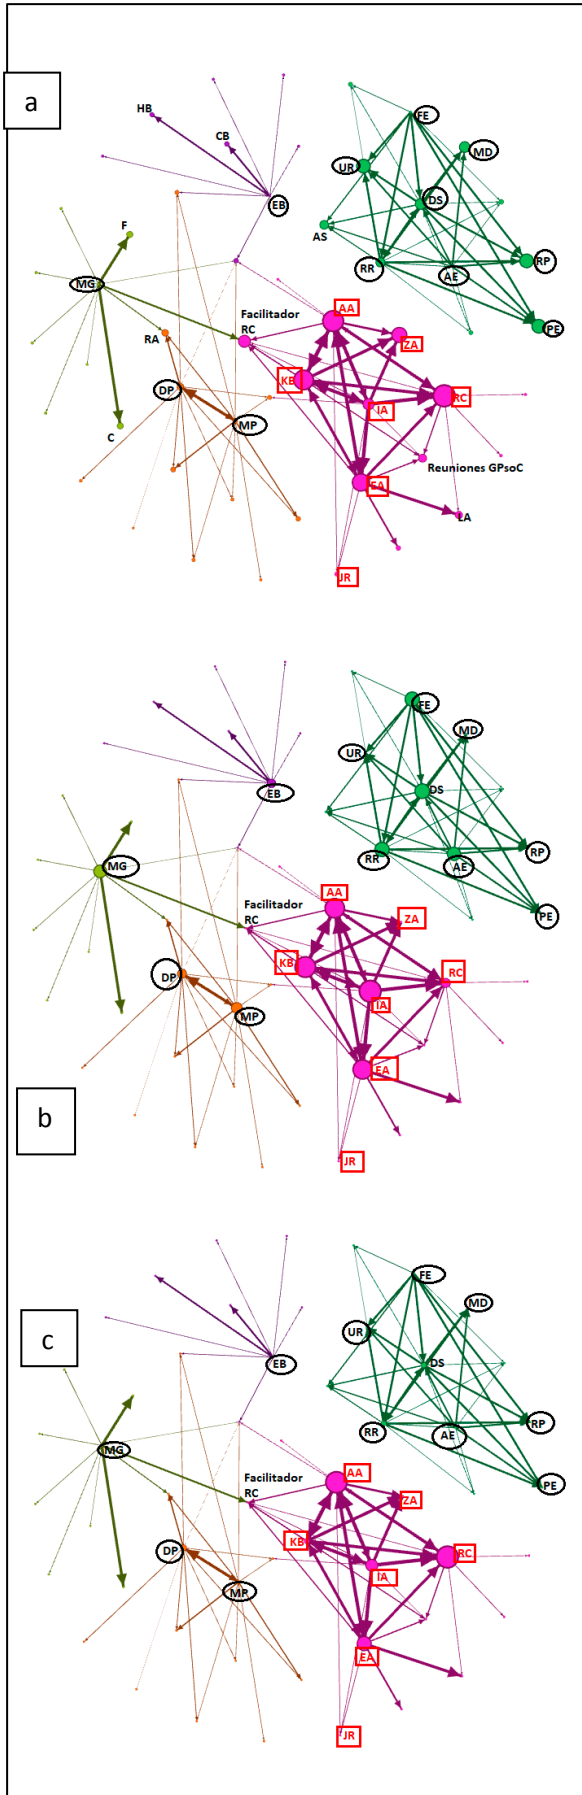 a
HB
CB
FE
MD
UR
EB
DS
F
AS
MG
RR
AE
RP
AA
PE
Facilitador
RC
RA
ZA
KB
DP
IA
RC
C
MP
Reuniones GPsoC
EA
LA
JR
b
FE
MD
UR
EB
DS
MG
RR
AE
RP
AA
Facilitador
RC
ZA
PE
KB
DP
RC
IA
MP
EA
JR
c
FE
MD
UR
EB
DS
MG
RR
AE
RP
AA
PE
Facilitador
RC
ZA
KB
DP
RC
IA
MP
EA
JR